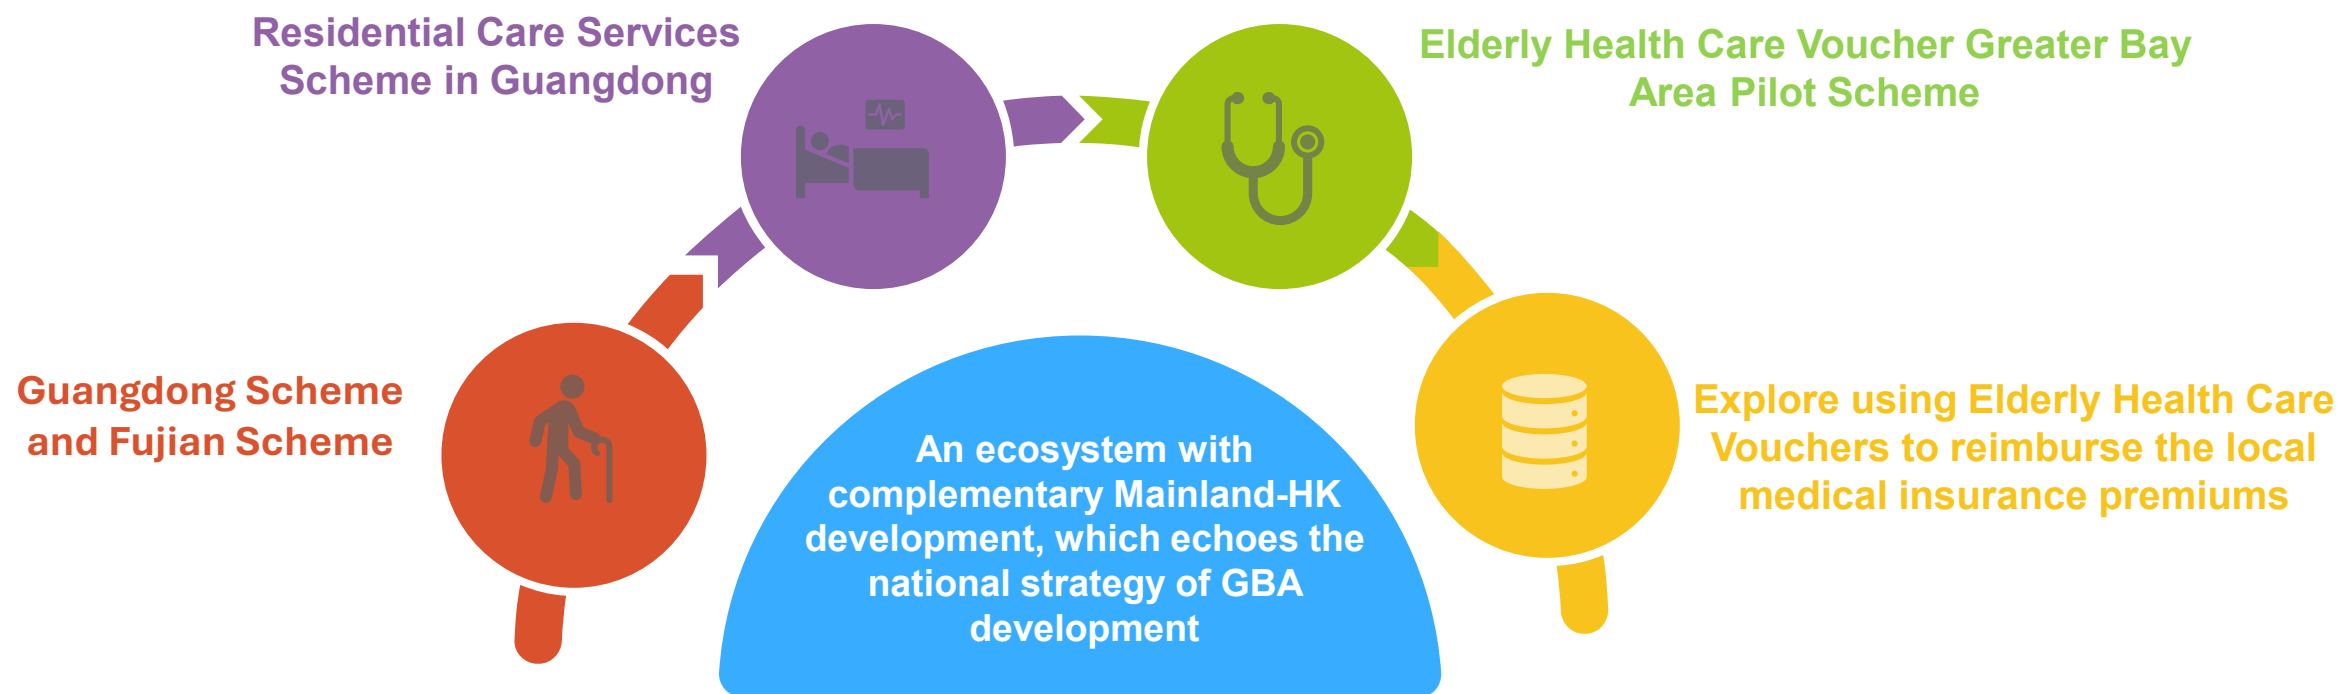 Residential Care Services
Scheme in Guangdong
Elderly Health Care Voucher Greater Bay
Area Pilot Scheme
Guangdong Scheme
and Fujian Scheme
Explore using Elderly Health Care
Vouchers to reimburse the local
medical insurance premiums
An ecosystem with
complementary Mainland-HK
development, which echoes the
national strategy of GBA
development